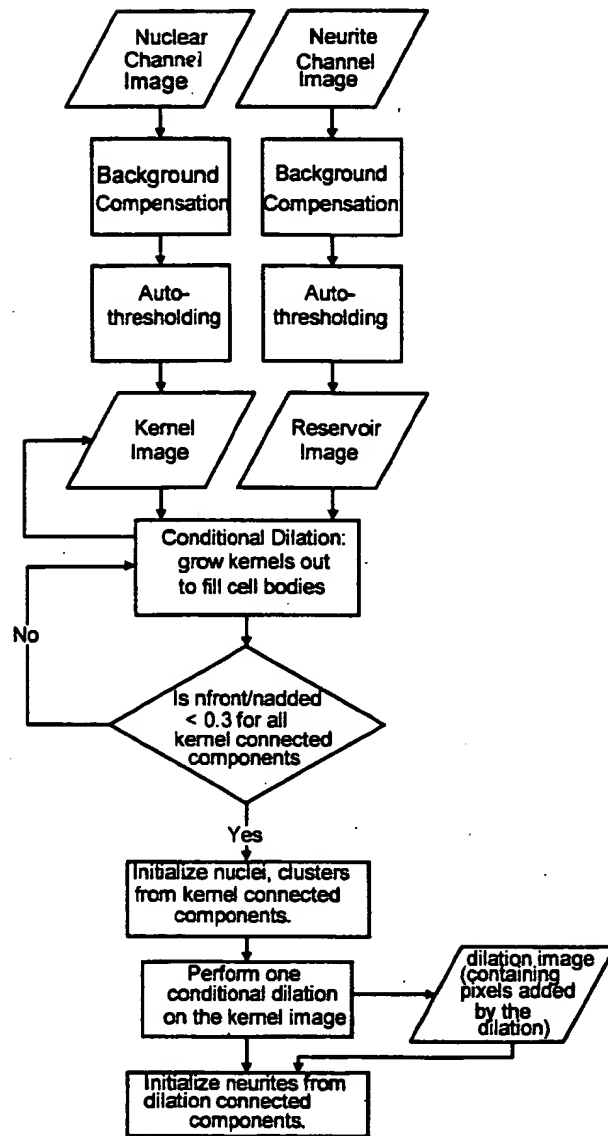 Nuclear
Channel
Image
Neurite
Channel
Image
Background
Compensation
Background
Compensation
Auto-
thresholding
Auto-
thresholding
Kernel
Image
Reservoir
Image
Conditional Dilation:
grow kernels out
to fill cell bodies
No
Is nfront/nadded
< 0.3 for all
kernel connected
components
Yes
Initialize nuclei, clusters
from kernel connected
components.
Perform one
conditional dilation
on the kernel image
dilation image
(containing
pixels added
by the
dilation)
Initialize neurites from
dilation connected
components.